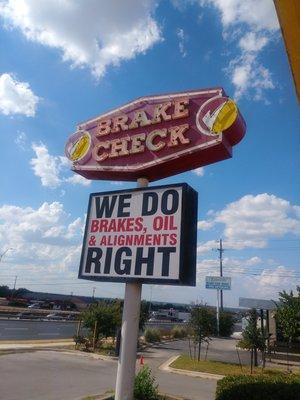 BRAKE
CHECK
WE DO
BRAKES, OIL
& ALIGNMENTS
RIGHT